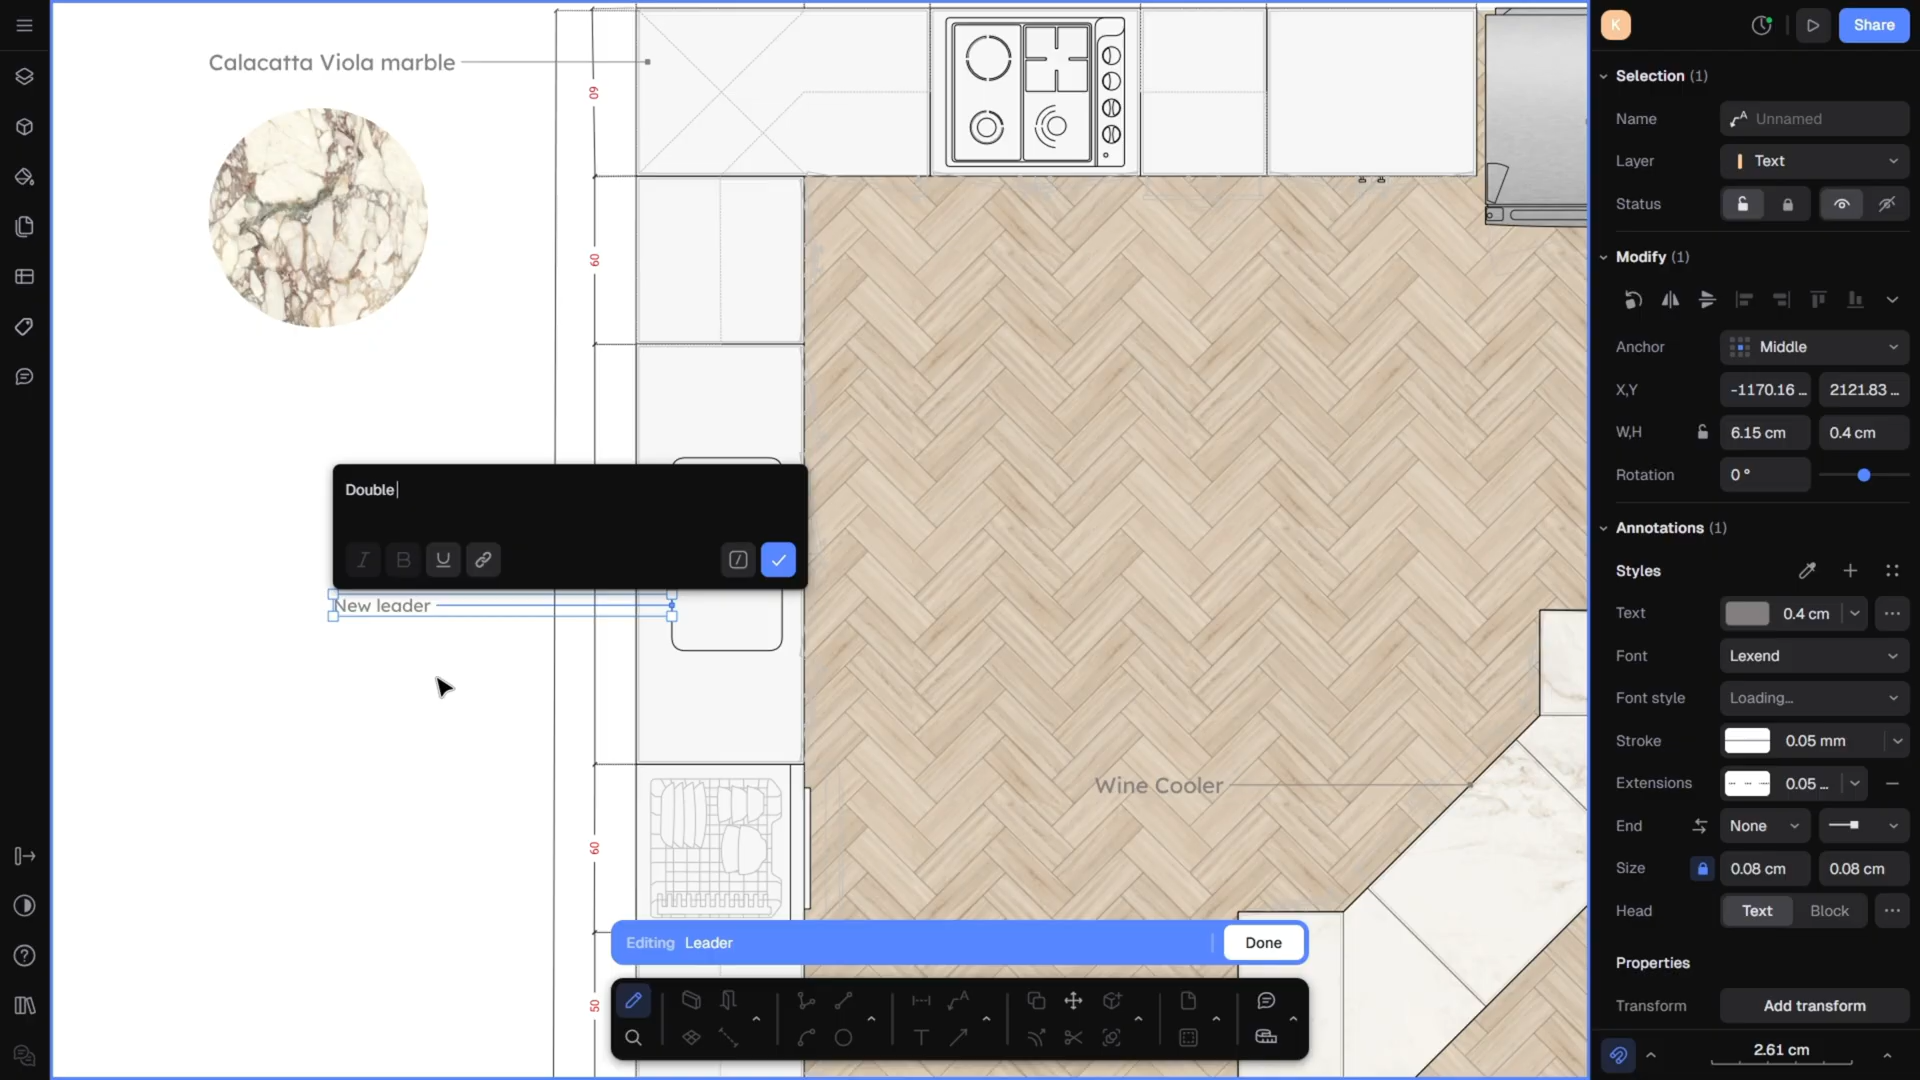 K
Share
Calacatta Viola marble
60
60
60
50
Double
New leader
Wine Cooler
Editing Leader
Done
Selection (1)
Name
Unnamed
Layer
Text
Status
Modify (1)
Anchor
Middle
X,Y
-1170.16 ...
2121.83 ...
W,H
6.15 cm
0.4 cm
Rotation
0 °
Annotations (1)
Styles
Text
0.4 cm
Font
Lexend
Font style
Loading...
Stroke
0.05 mm
Extensions
0.05 ...
End
None
Size
0.08 cm
0.08 cm
Head
Text
Block
Properties
Transform
Add transform
2.61 cm